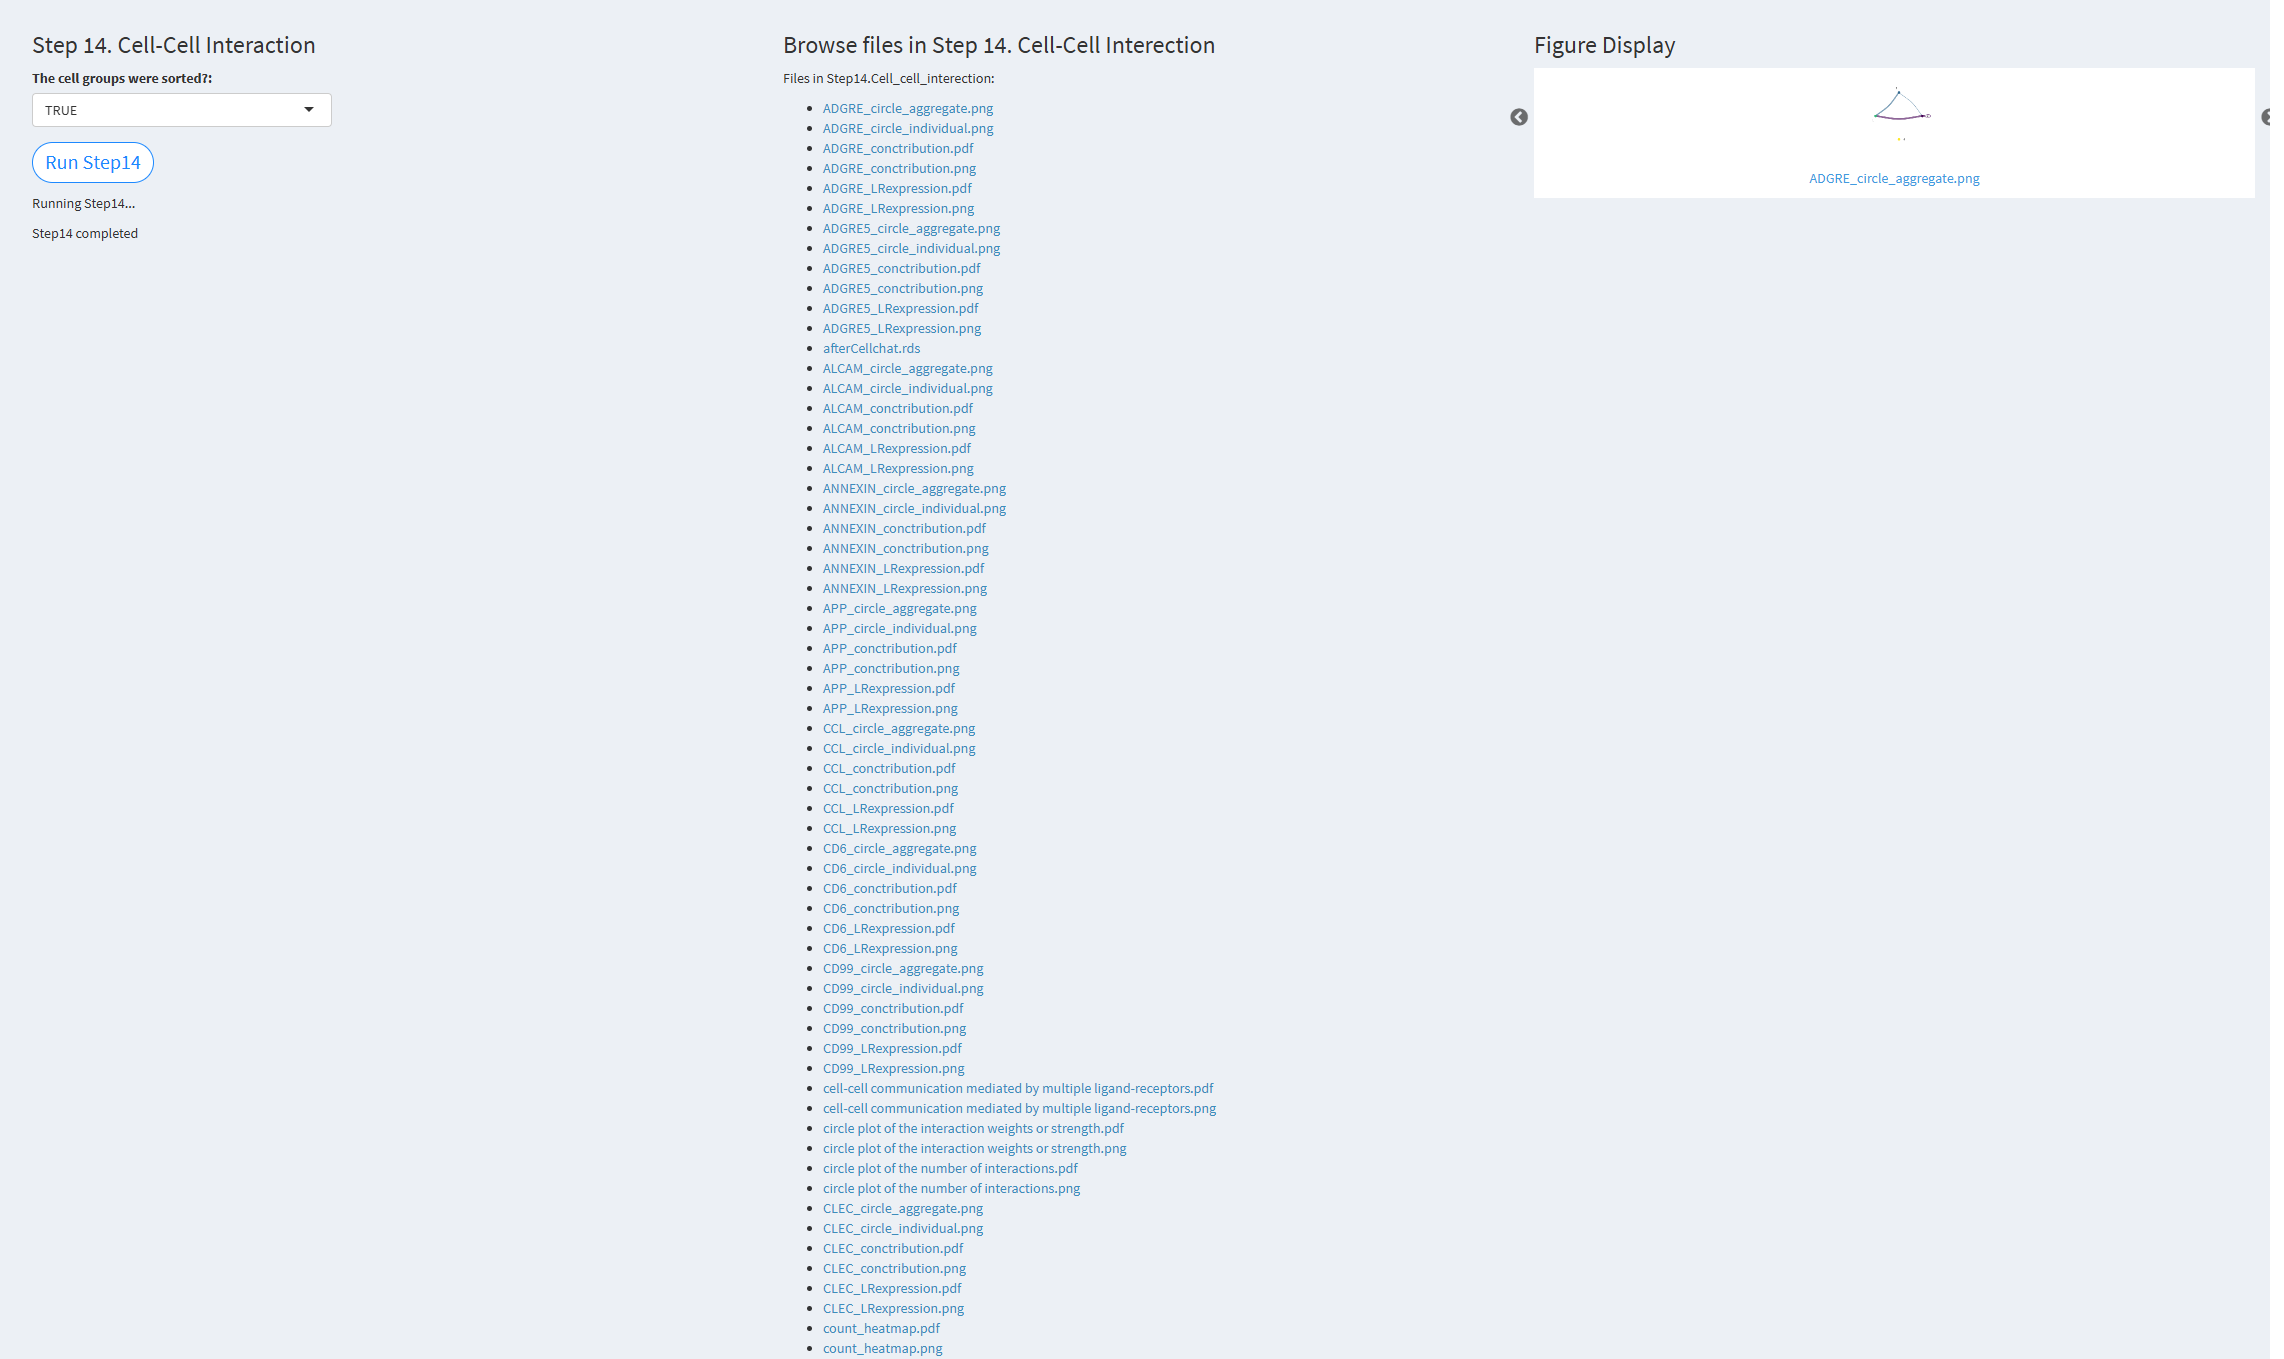 Step 14. Cell-Cell Interaction
The cell groups were sorted?:
TRUE
Run Step14
Running Step14...
Step14 completed
Browse files in Step 14. Cell-Cell Interection
Files in Step14.Cell_cell_interection:
ADGRE_circle_aggregate.png
ADGRE_circle_individual.png
ADGRE_conctribution.pdf
ADGRE_conctribution.png
ADGRE_LRexpression.pdf
ADGRE_LRexpression.png
ADGRE5_circle_aggregate.png
ADGRE5_circle_individual.png
ADGRE5_conctribution.pdf
ADGRE5_conctribution.png
ADGRE5_LRexpression.pdf
ADGRE5_LRexpression.png
afterCellchat.rds
ALCAM_circle_aggregate.png
ALCAM_circle_individual.png
ALCAM_conctribution.pdf
ALCAM_conctribution.png
ALCAM_LRexpression.pdf
ALCAM_LRexpression.png
ANNEXIN_circle_aggregate.png
ANNEXIN_circle_individual.png
ANNEXIN_conctribution.pdf
ANNEXIN_conctribution.png
ANNEXIN_LRexpression.pdf
ANNEXIN_LRexpression.png
APP_circle_aggregate.png
APP_circle_individual.png
APP_conctribution.pdf
APP_conctribution.png
APP_LRexpression.pdf
APP_LRexpression.png
CCL_circle_aggregate.png
CCL_circle_individual.png
CCL_conctribution.pdf
CCL_conctribution.png
CCL_LRexpression.pdf
CCL_LRexpression.png
CD6_circle_aggregate.png
CD6_circle_individual.png
CD6_conctribution.pdf
CD6_conctribution.png
CD6_LRexpression.pdf
CD6_LRexpression.png
CD99_circle_aggregate.png
CD99_circle_individual.png
CD99_conctribution.pdf
CD99_conctribution.png
CD99_LRexpression.pdf
CD99_LRexpression.png
cell-cell communication mediated by multiple ligand-receptors.pdf
cell-cell communication mediated by multiple ligand-receptors.png
circle plot of the interaction weights or strength.pdf
circle plot of the interaction weights or strength.png
circle plot of the number of interactions.pdf
circle plot of the number of interactions.png
CLEC_circle_aggregate.png
CLEC_circle_individual.png
CLEC_conctribution.pdf
CLEC_conctribution.png
CLEC_LRexpression.pdf
CLEC_LRexpression.png
count_heatmap.pdf
count_heatmap.png
Figure Display
ADGRE_circle_aggregate.png